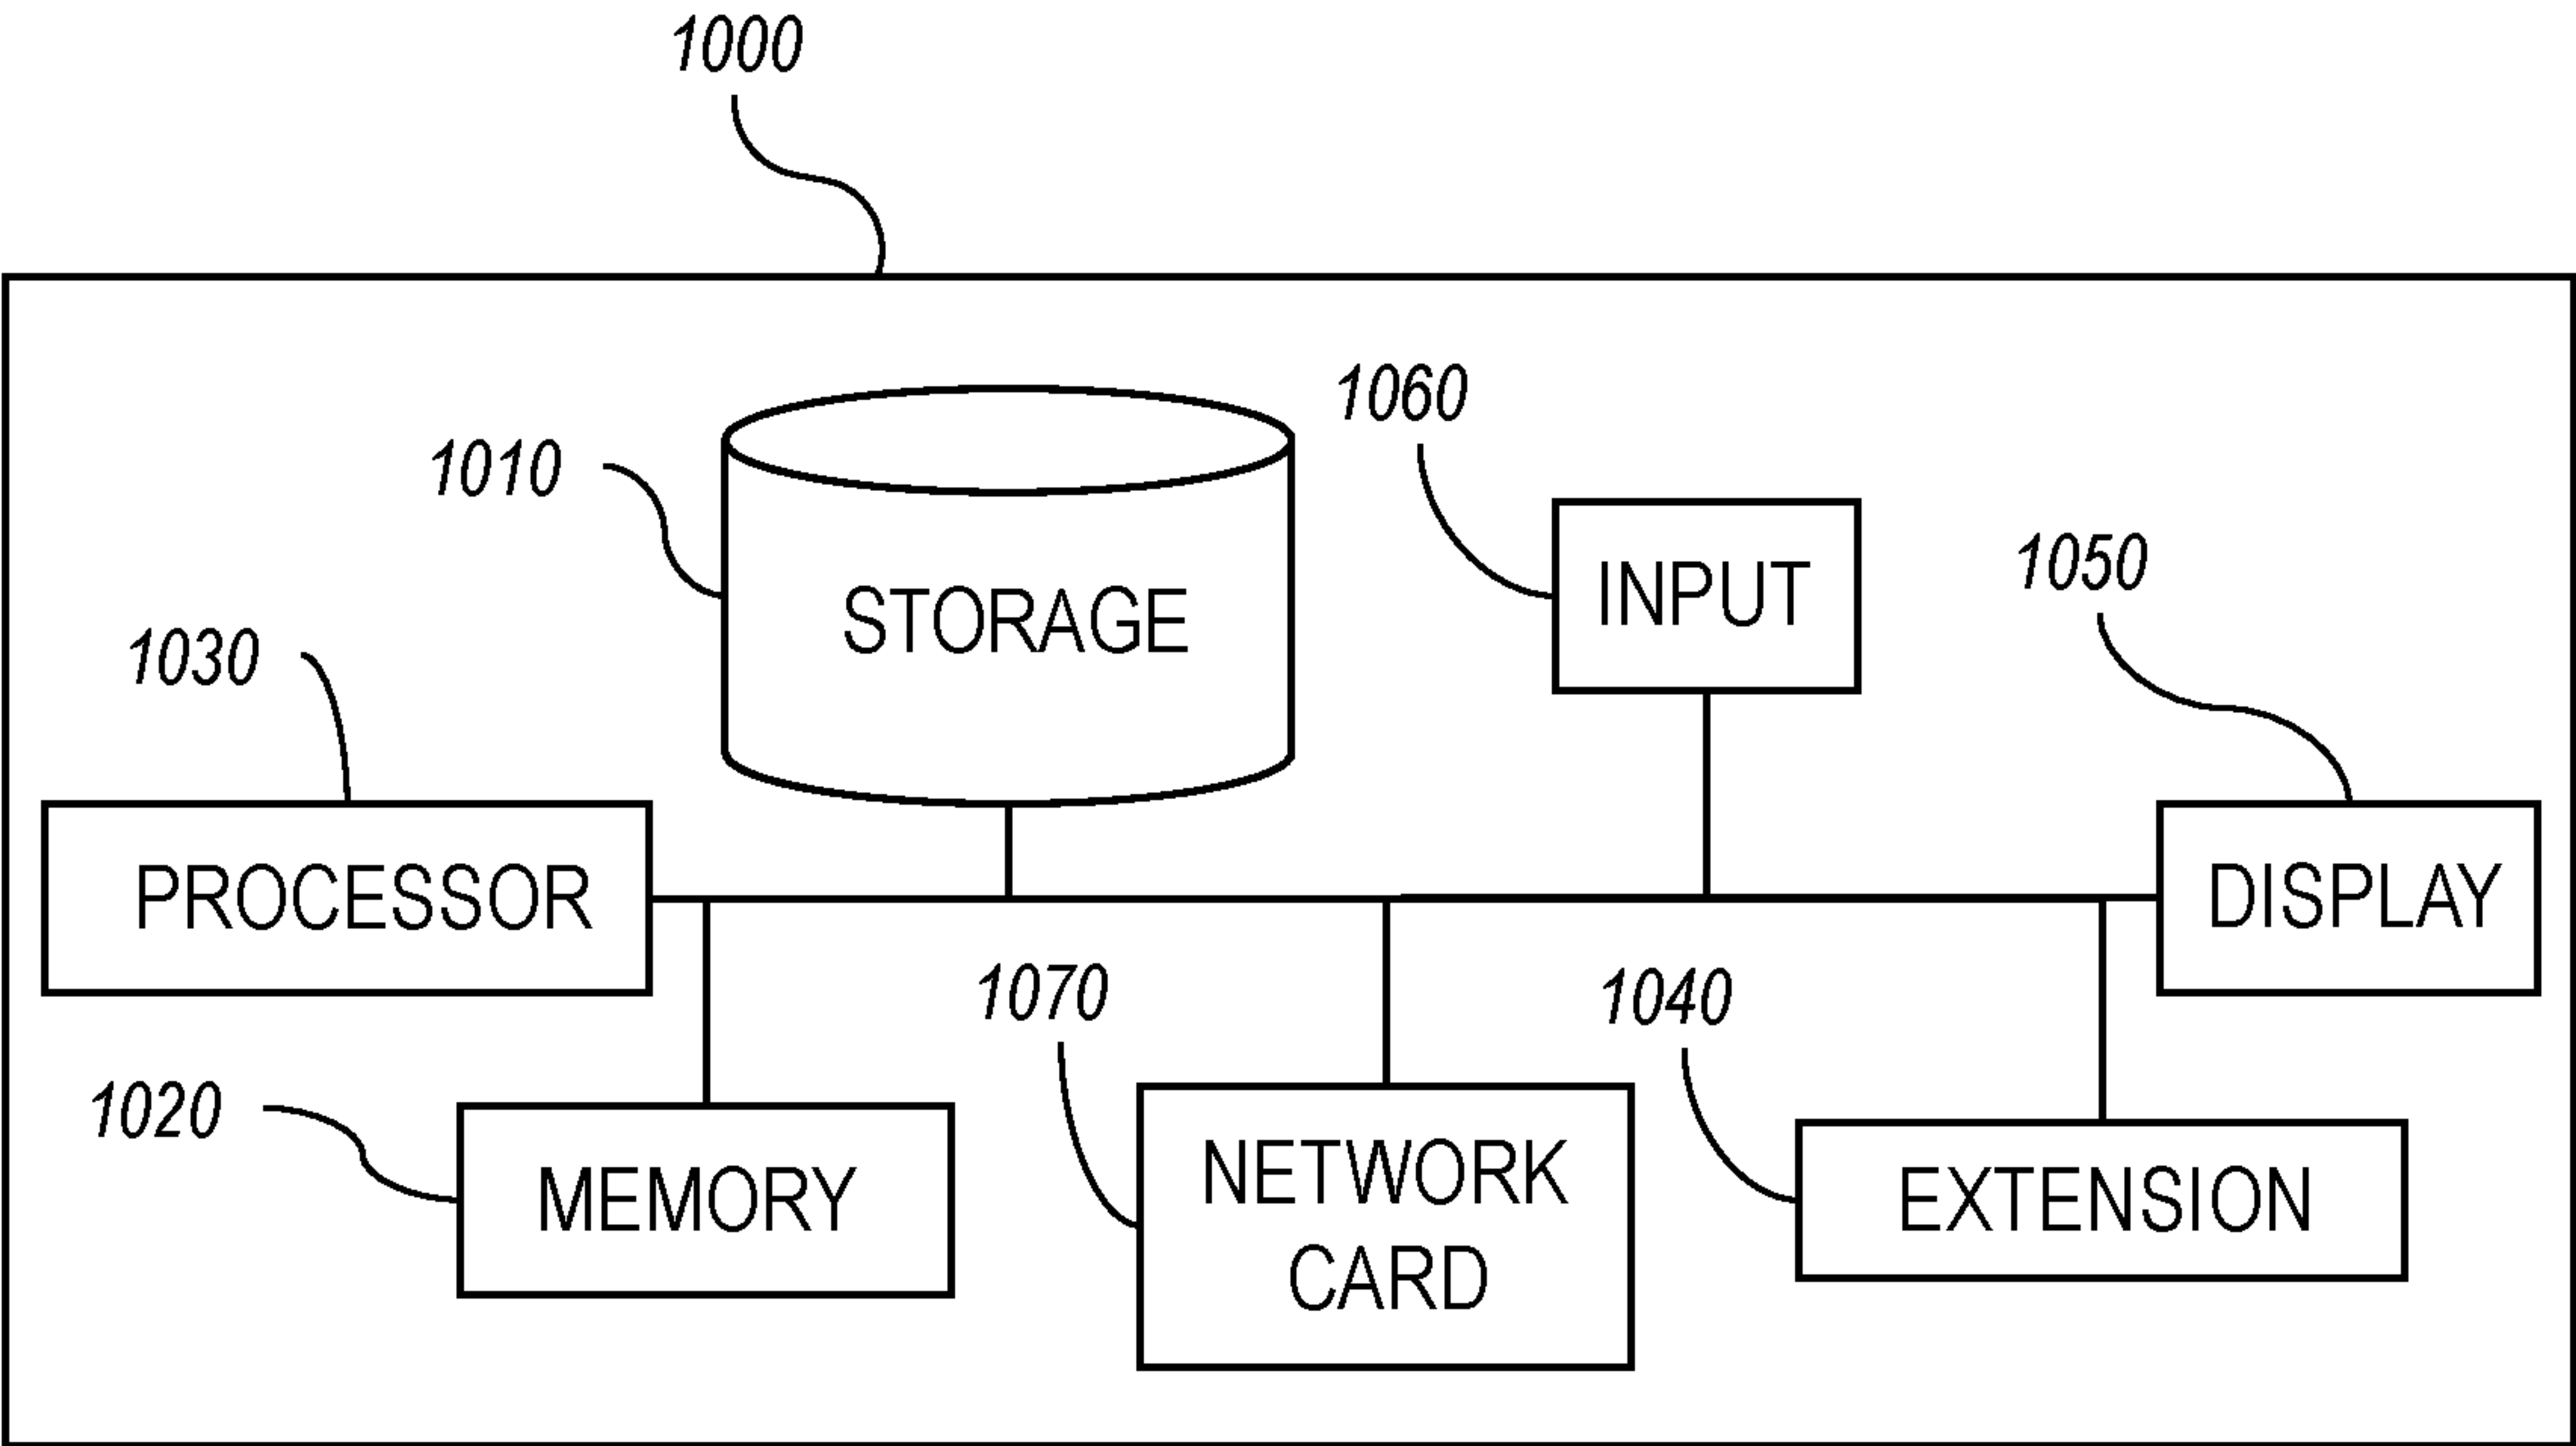 1000
1060
1010
1050
INPUT
STORAGE
1030
PROCESSOR
DISPLAY
1070
1040
1020
MEMORY
NETWORK
CARD
EXTENSION